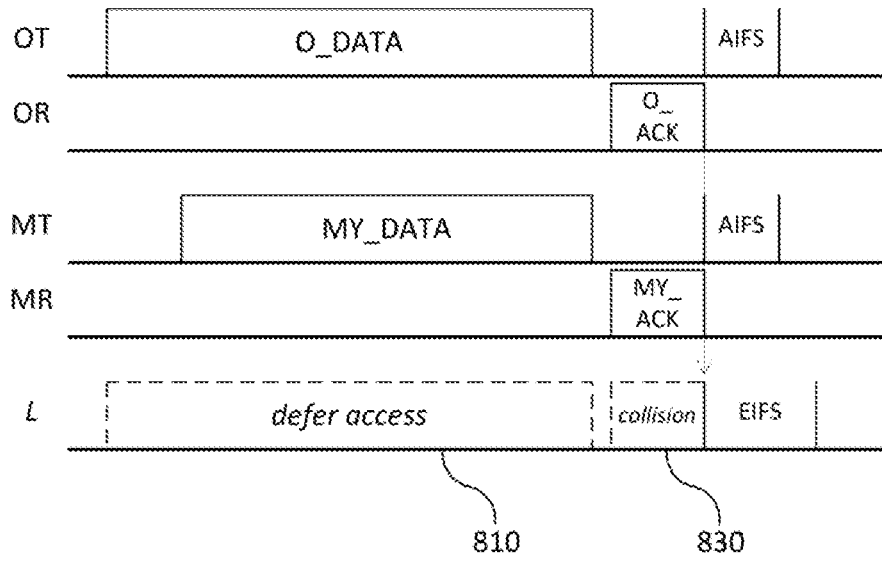 OT O_DATA AIFS
OR O_
ACK
MT MY_DATA AIFS
MR MY_
ACK
L defer access collision EIFS
810 830